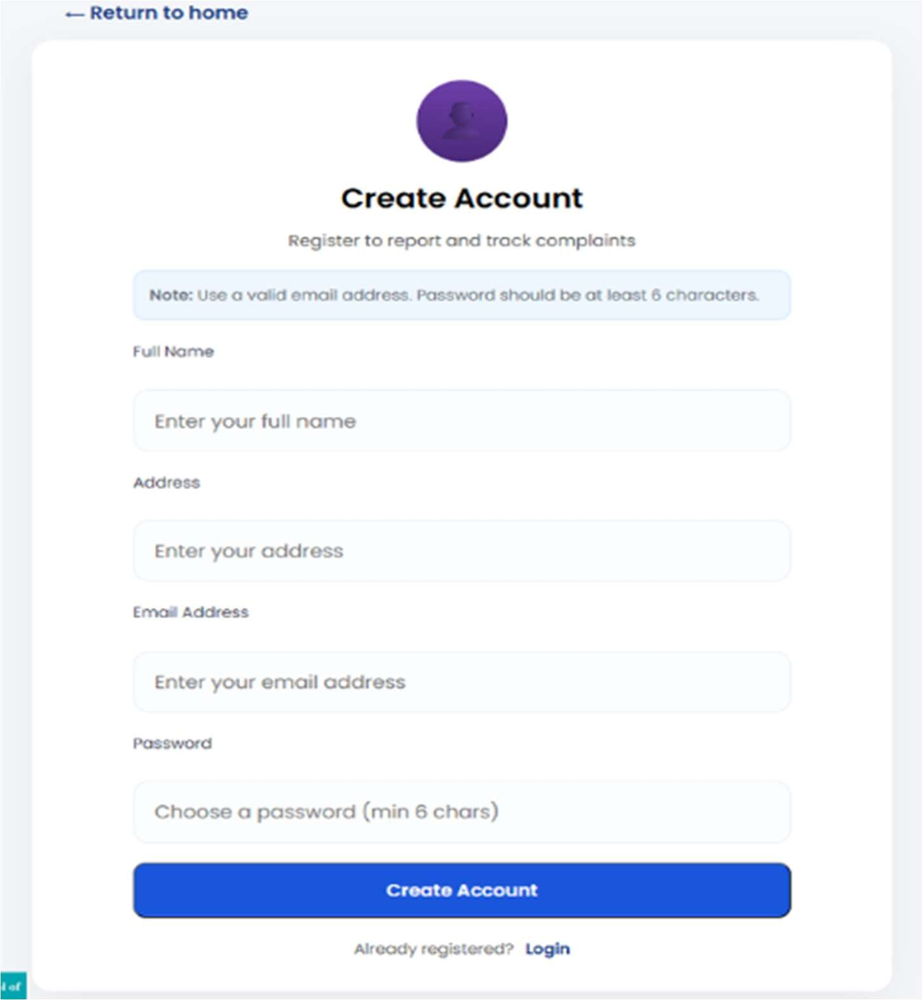 ← Return to home
Create Account
Register to report and track complaints
Note: Use a valid email address. Password should be at least 6 characters.
Full Name
Enter your full name
Address
Enter your address
Email Address
Enter your email address
Password
Choose a password (min 6 chars)
Create Account
Already registered? Login
of